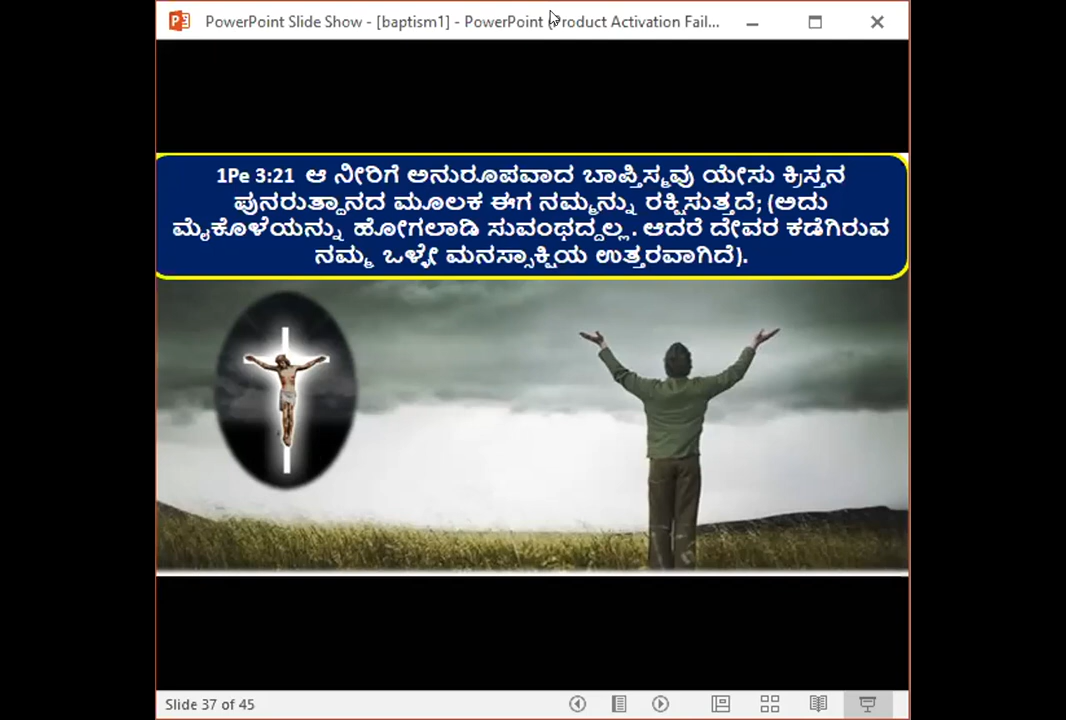 PowerPoint Slide Show - [baptism1] - PowerPoint (Product Activation Fail...
1Pe 3:21 ಆ ನೀರಿಗೆ ಅನುರೂಪವಾದ ಬಾಪ್ತಿಸ್ಮವು ಯೇಸು ಕ್ರಿಸ್ತನ
ಪುನರುತ್ಥಾನದ ಮೂಲಕ ಈಗ ನಮ್ಮನ್ನು ರಕ್ಷಿಸುತ್ತದೆ; (ಅದು
ಮೈಕೊಳೆಯನ್ನು ಹೋಗಲಾಡಿ ಸುವಂಥದ್ದಲ್ಲ. ಆದರೆ ದೇವರ ಕಡೆಗಿರುವ
ನಮ್ಮ ಒಳ್ಳೇ ಮನಸ್ಸಾಕ್ಷಿಯ ಉತ್ತರವಾಗಿದೆ).
Slide 37 of 45